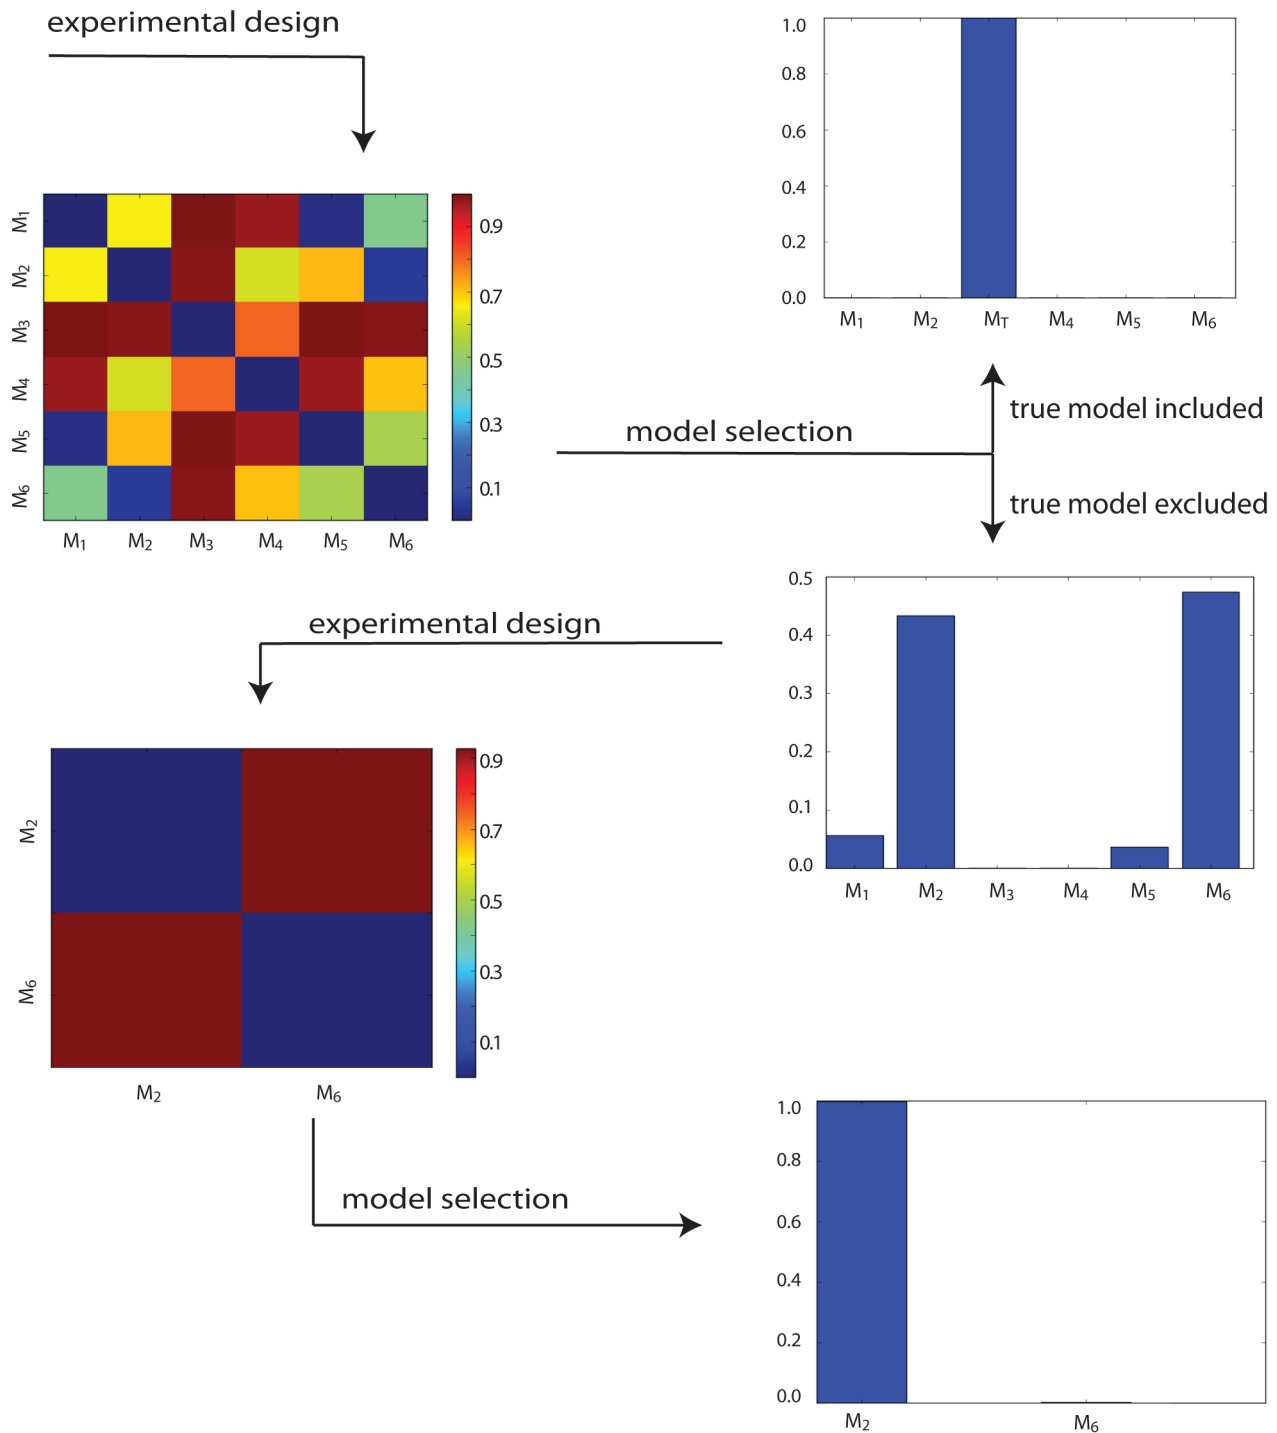 experimental design
1.0
0.8
0.6
0.4
0.2
0.0
M1 M2 MT M4 M5 M6
M1
M2
M3
M4
M5
M6
0.9
0.7
0.5
0.3
0.1
M1 M2 M3 M4 M5 M6
model selection
true model included
true model excluded
experimental design
0.5
0.4
0.3
0.2
0.1
0.0
M1 M2 M3 M4 M5 M6
M2
M6
0.9
0.7
0.5
0.3
0.1
M2 M6
model selection
1.0
0.8
0.6
0.4
0.2
0.0
M2 M6